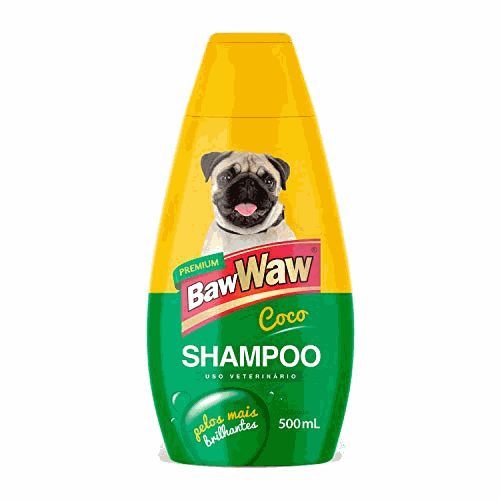 PREMIUM
BawWaw®
Coco
SHAMPOO
USO VETERINÁRIO
pelos mais
brilhantes
500mL